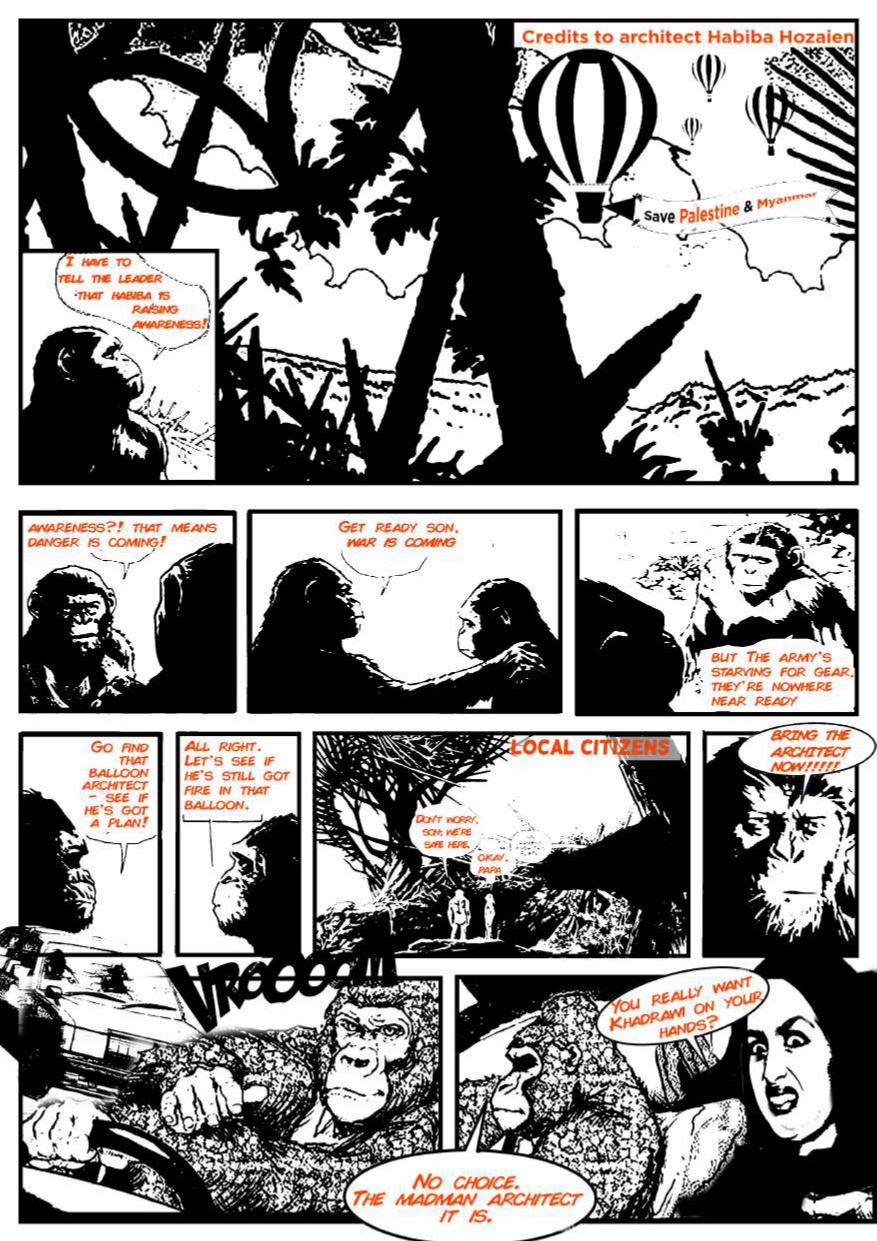 Credits to architect Habiba Hozaien
Save Palestine & Myanmar
I HAVE TO
TELL THE LEADER
THAT HABIBA IS
RAISING
AWARENESS!
AWARENESS?! THAT MEANS
DANGER IS COMING!
GET READY SON,
WAR IS COMING
BUT THE ARMY'S
STARVING FOR GEAR.
THEY'RE NOWHERE
NEAR READY
GO FIND
THAT
BALLOON
ARCHITECT
- SEE IF
HE'S GOT
A PLAN!
ALL RIGHT.
LET'S SEE IF
HE'S STILL GOT
FIRE IN THAT
BALLOON.
LOCAL CITIZENS
DON'T WORRY,
SON; WE'RE
SAFE HERE.
OKAY,
PAPA
BRING THE
ARCHITECT
NOW!!!!!
VROOOOM
YOU REALLY WANT
KHADRAWI ON YOUR
HANDS?
NO CHOICE.
THE MADMAN ARCHITECT
IT IS.